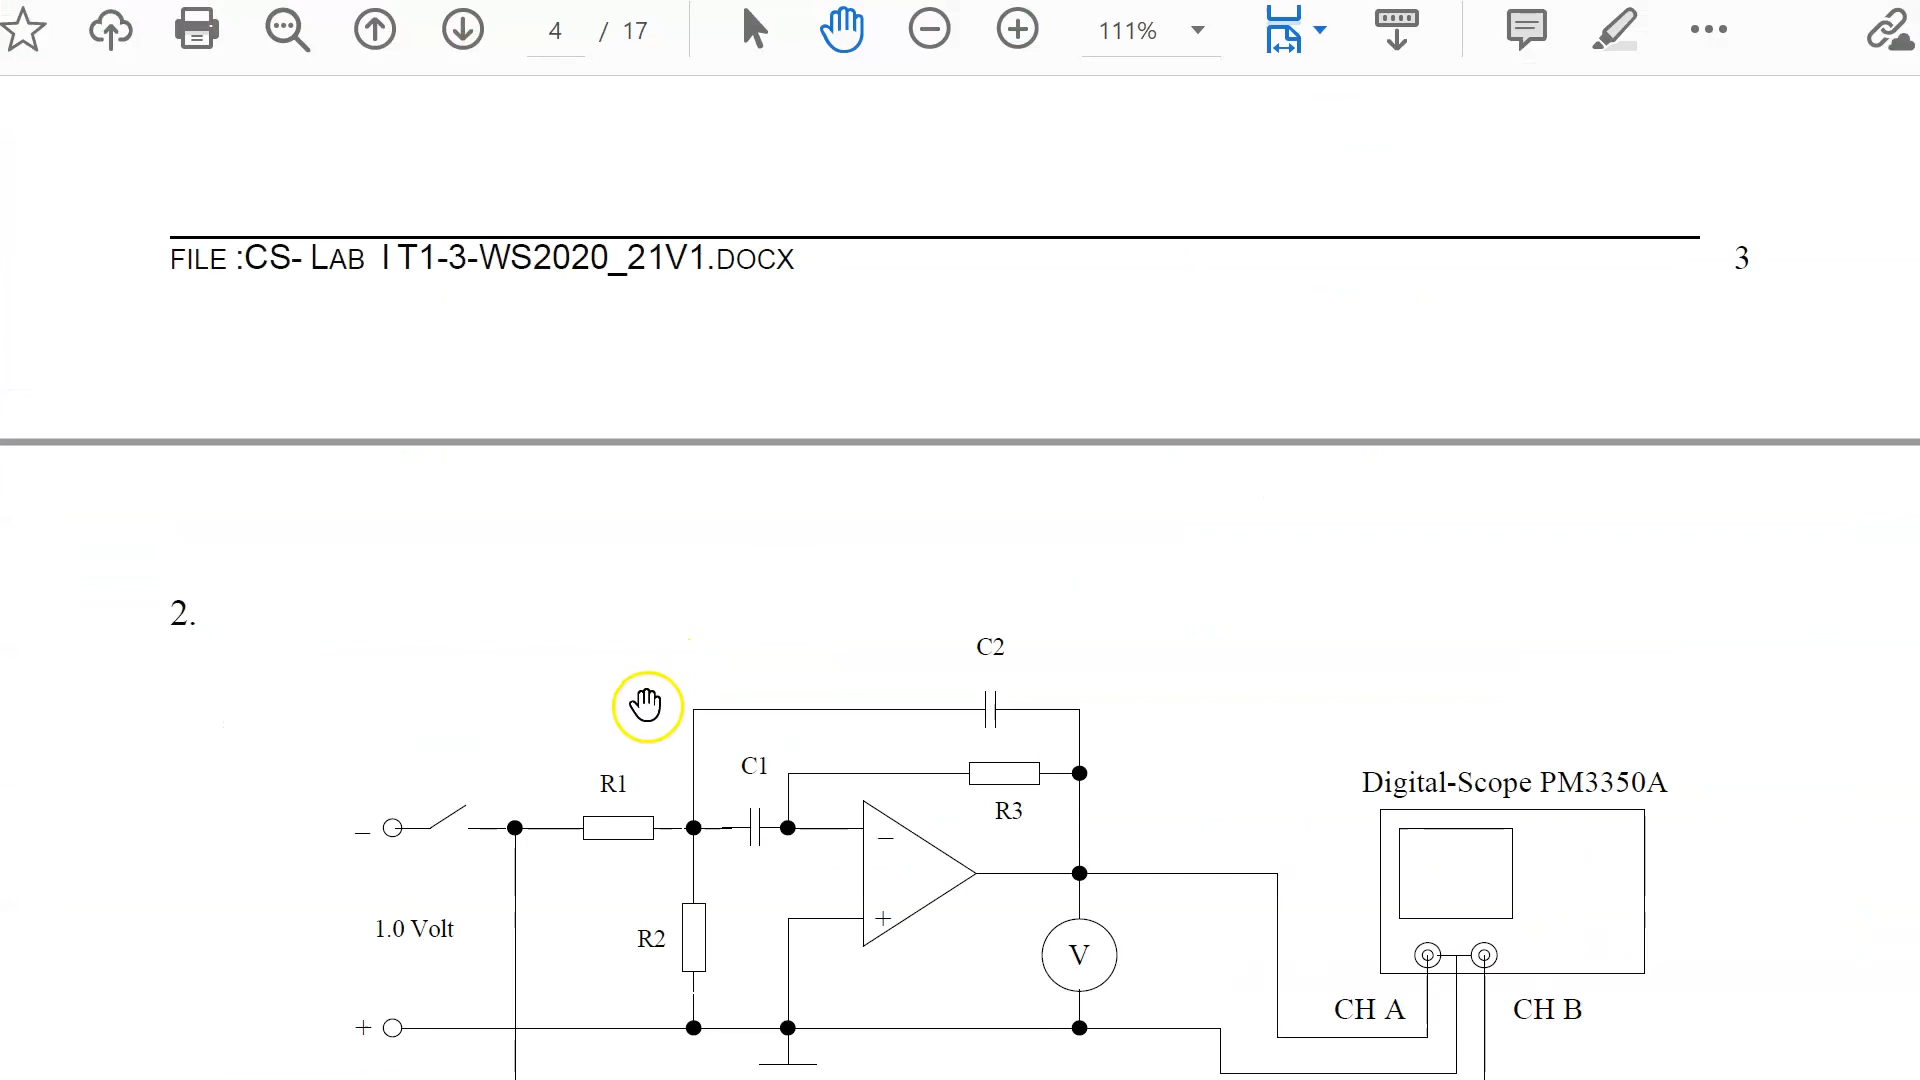 4 / 17 111%
FILE :CS- LAB IT1-3-WS2020_21V1.DOCX 3
2.
C2
C1
R1
R3
Digital-Scope PM3350A
–
–
1.0 Volt
R2
+
V
CH A CH B
+